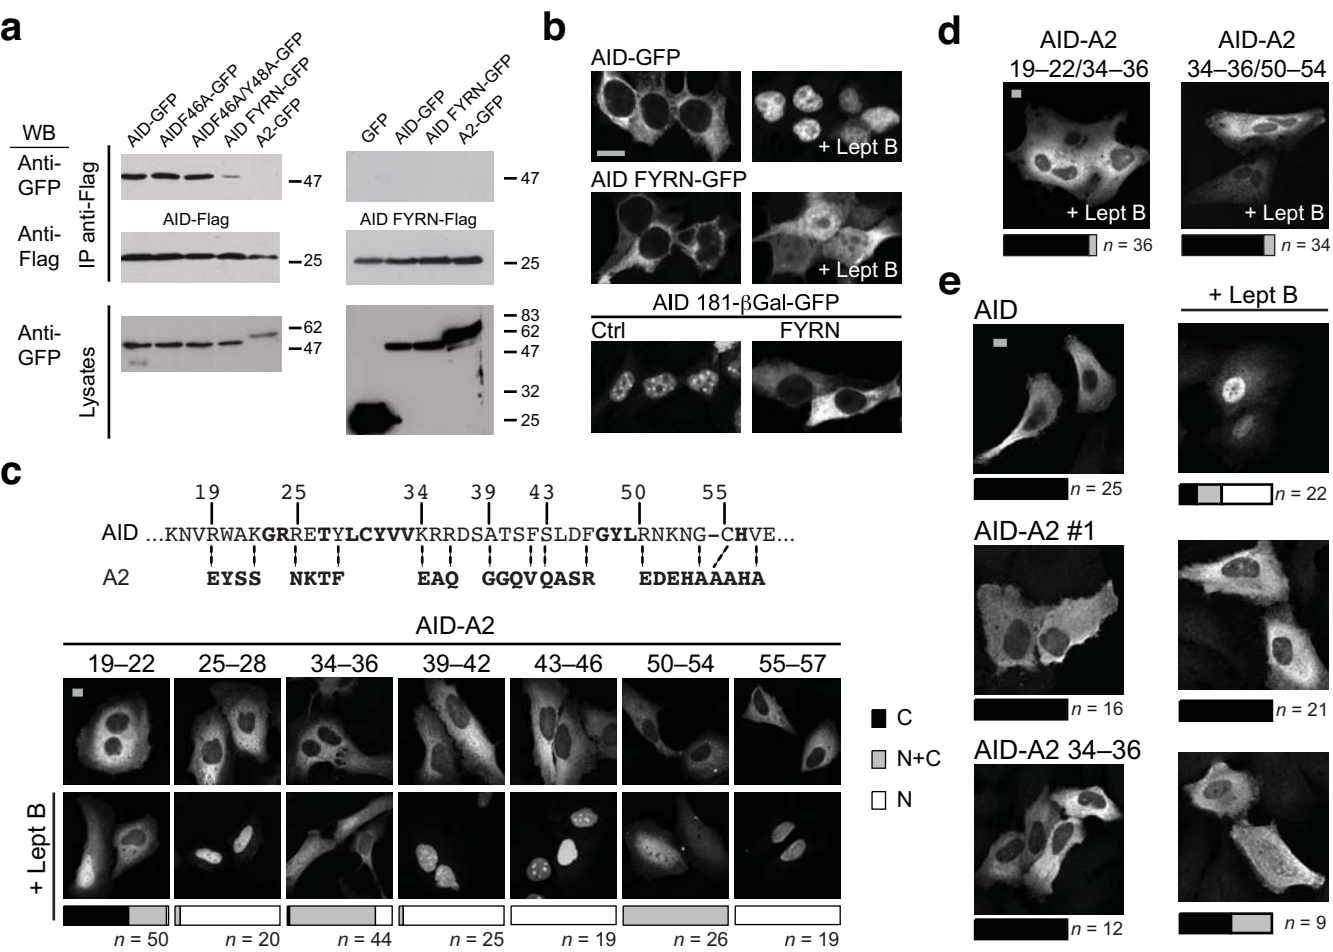 a
WB
AID-GFP
AIDF46A-GFP
AIDF46A/Y48A-GFP
AID FYRN-GFP
A2-GFP
GFP
AID-GFP
AID FYRN-GFP
A2-GFP
Anti-
GFP
47
47
IP anti-Flag
AID-Flag
AID FYRN-Flag
Anti-
Flag
25
25
Anti-
GFP
Lysates
62
47
83
62
47
32
25
b
AID-GFP
+ Lept B
AID FYRN-GFP
+ Lept B
AID 181-βGal-GFP
Ctrl FYRN
c
19 25 34 39 43 50 55
AID ...KNVRWAKGRRETYLCYVVKRRDSATSFSLDFGYLRNKNG–CHVE...
A2 EYSS NKTF EAQ GGQVQASR EDEHAAAHA
AID-A2
19–22 25–28 34–36 39–42 43–46 50–54 55–57
+ Lept B
n = 50 n = 20 n = 44 n = 25 n = 19 n = 26 n = 19
C
N+C
N
d
AID-A2 AID-A2
19–22/34–36 34–36/50–54
+ Lept B + Lept B
n = 36 n = 34
e
AID + Lept B
n = 25 n = 22
AID-A2 #1
n = 16 n = 21
AID-A2 34–36
n = 12 n = 9